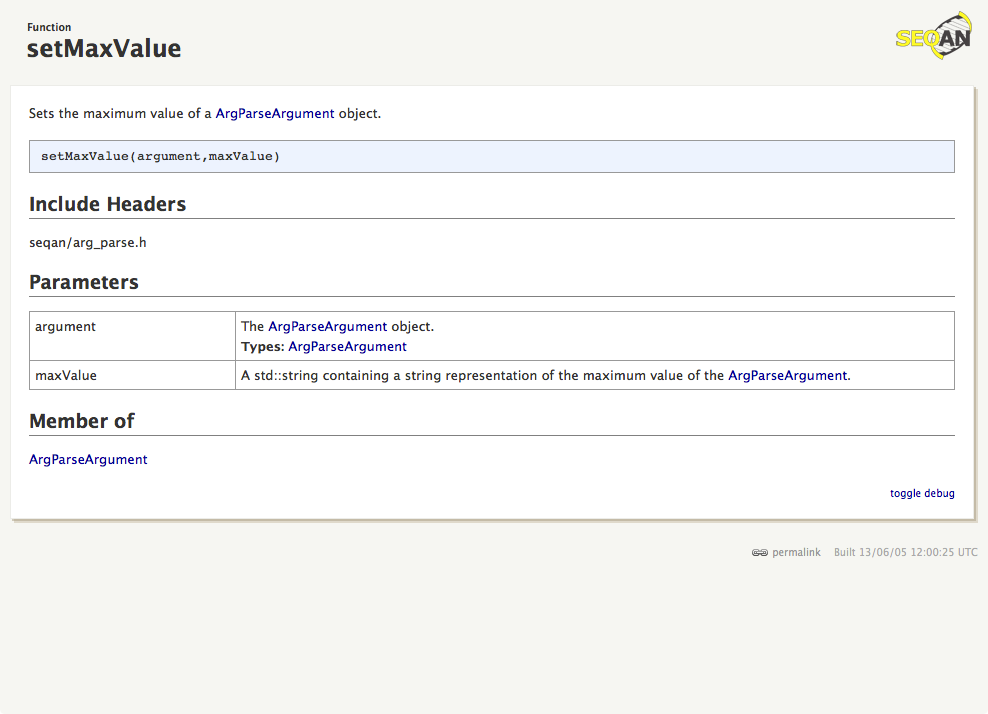 Function
setMaxValue
SEQAN
Sets the maximum value of a ArgParseArgument object.
setMaxValue(argument,maxValue)
Include Headers
seqan/arg_parse.h
Parameters
argument
The ArgParseArgument object.
Types: ArgParseArgument
maxValue
A std::string containing a string representation of the maximum value of the ArgParseArgument.
Member of
ArgParseArgument
toggle debug
permalink
Built 13/06/05 12:00:25 UTC